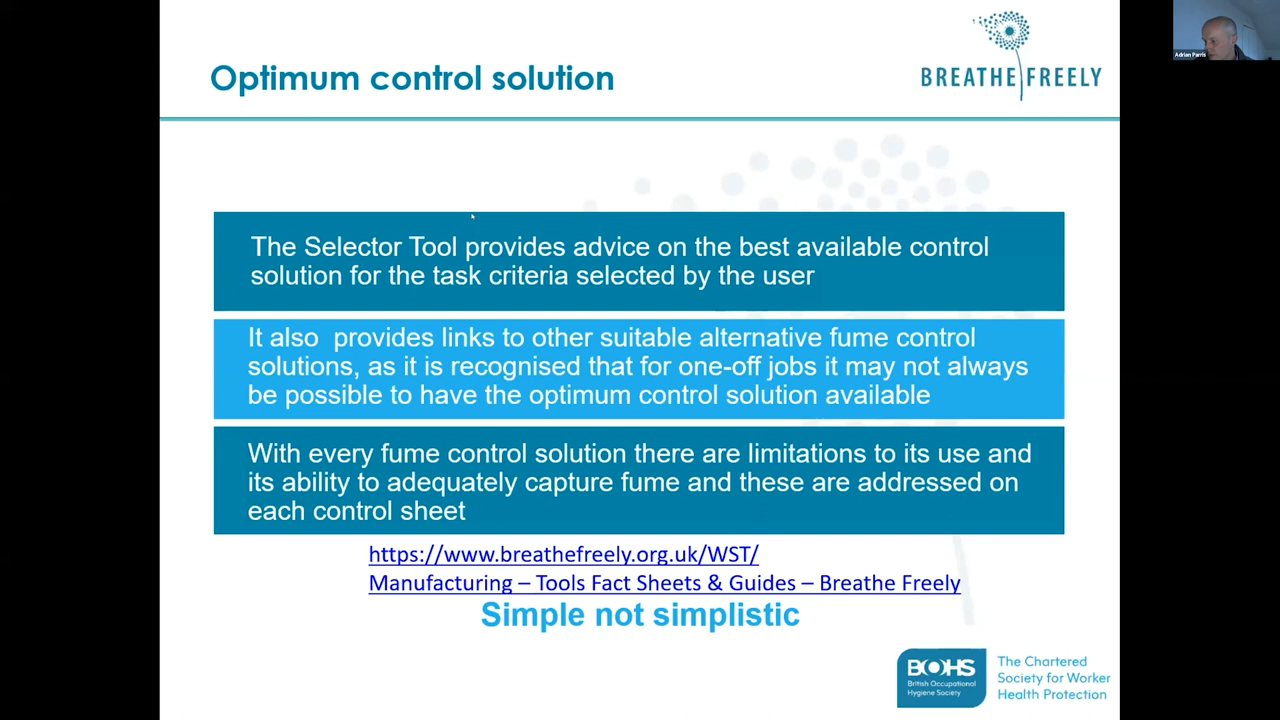 Adrian Parris
Optimum control solution
BREATHE FREELY
The Selector Tool provides advice on the best available control
solution for the task criteria selected by the user
It also  provides links to other suitable alternative fume control
solutions, as it is recognised that for one-off jobs it may not always
be possible to have the optimum control solution available
With every fume control solution there are limitations to its use and
its ability to adequately capture fume and these are addressed on
each control sheet
https://www.breathefreely.org.uk/WST/
Manufacturing – Tools Fact Sheets & Guides – Breathe Freely
Simple not simplistic
BOHS
British Occupational
Hygiene Society
The Chartered
Society for Worker
Health Protection